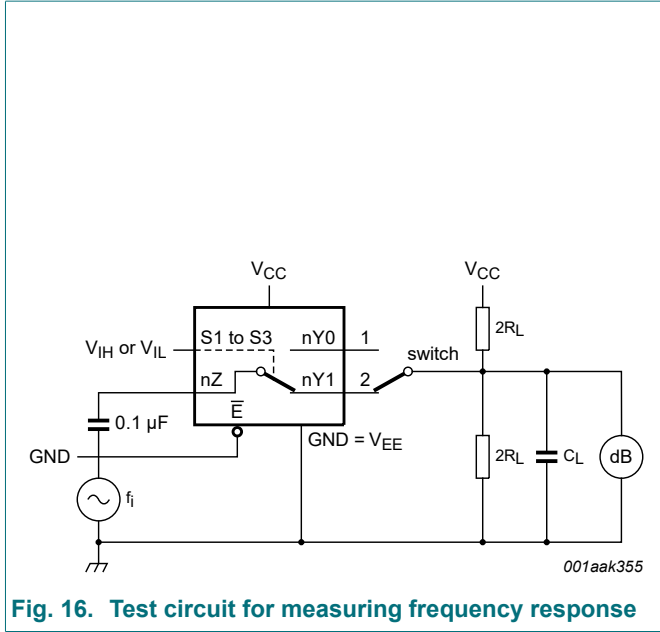 VCC
VCC
2RL
S1 to S3
nY0
1
VIH or VIL
switch
nZ
nY1
2
E̅
0.1 µF
GND = VEE
GND
2RL
CL
dB
fi
001aak355
Fig. 16. Test circuit for measuring frequency response